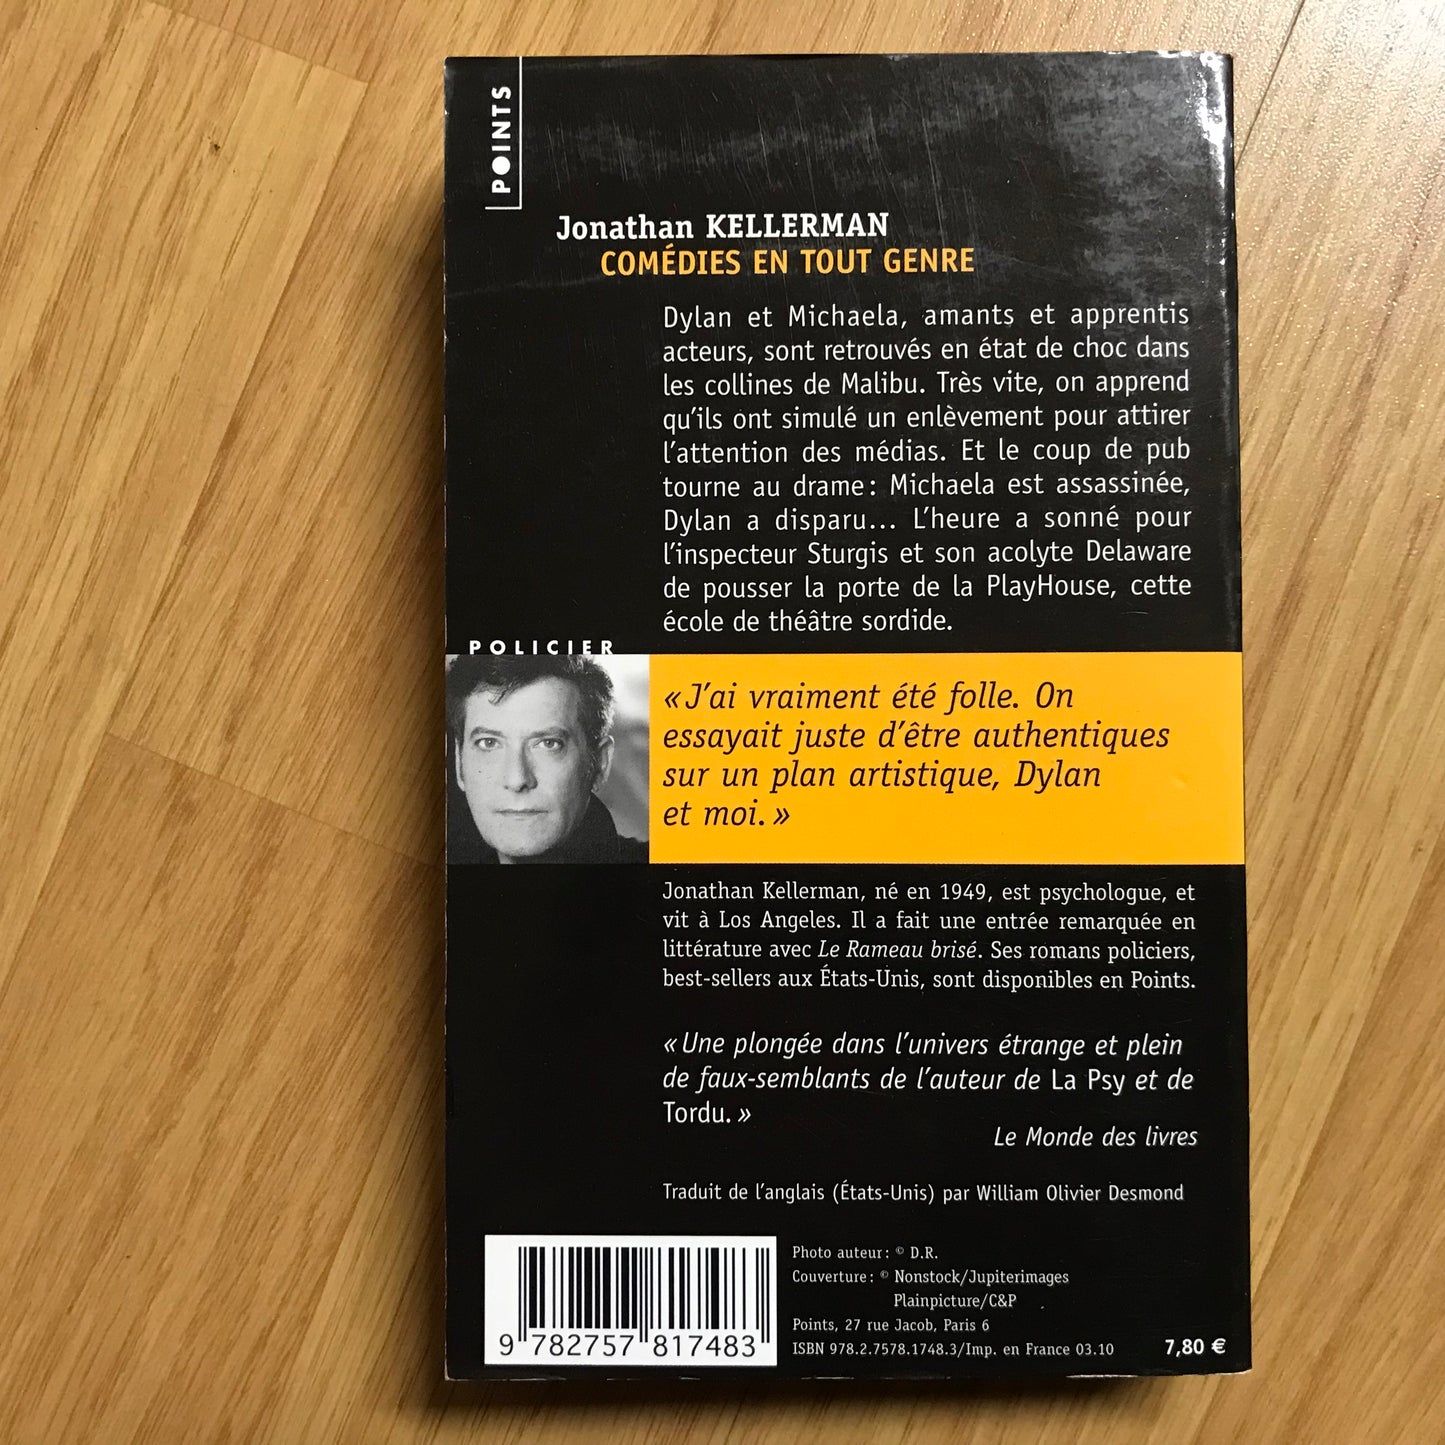 POINTS
Jonathan KELLERMAN
COMÉDIES EN TOUT GENRE
Dylan et Michaela, amants et apprentis
acteurs, sont retrouvés en état de choc dans
les collines de Malibu. Très vite, on apprend
qu’ils ont simulé un enlèvement pour attirer
l’attention des médias. Et le coup de pub
tourne au drame : Michaela est assassinée,
Dylan a disparu… L’heure a sonné pour
l’inspecteur Sturgis et son acolyte Delaware
de pousser la porte de la PlayHouse, cette
école de théâtre sordide.
POLICIER
« J’ai vraiment été folle. On
essayait juste d’être authentiques
sur un plan artistique, Dylan
et moi. »
Jonathan Kellerman, né en 1949, est psychologue, et
vit à Los Angeles. Il a fait une entrée remarquée en
littérature avec Le Rameau brisé. Ses romans policiers,
best-sellers aux États-Unis, sont disponibles en Points.
« Une plongée dans l’univers étrange et plein
de faux-semblants de l’auteur de La Psy et de
Tordu. »
Le Monde des livres
Traduit de l’anglais (États-Unis) par William Olivier Desmond
9 782757 817483
Photo auteur : © D.R.
Couverture : © Nonstock/Jupiterimages
Plainpicture/C&P
Points, 27 rue Jacob, Paris 6
ISBN 978.2.7578.1748.3/Imp. en France 03.10
7,80 €